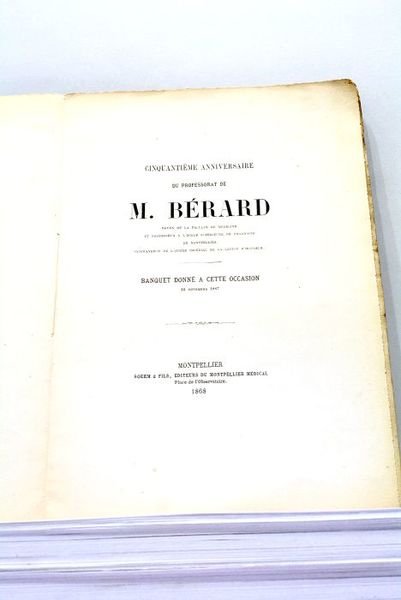 CINQUANTIÈME ANNIVERSAIRE
DU PROFESSORAT DE
M. BÉRARD
DOYEN DE LA FACULTÉ DE MÉDECINE
ET PROFESSEUR A L'ÉCOLE SUPÉRIEURE DE PHARMACIE
DE MONTPELLIER
DE L'ORDRE IMPÉRIAL DE LA LÉGION D'HONNEUR
BANQUET DONNÉ A CETTE OCCASION
NOVEMBRE 1867
MONTPELLIER
BOEHM & FILS, ÉDITEURS DU MONTPELLIER MÉDICAL
Place de l'Observatoire.
1868